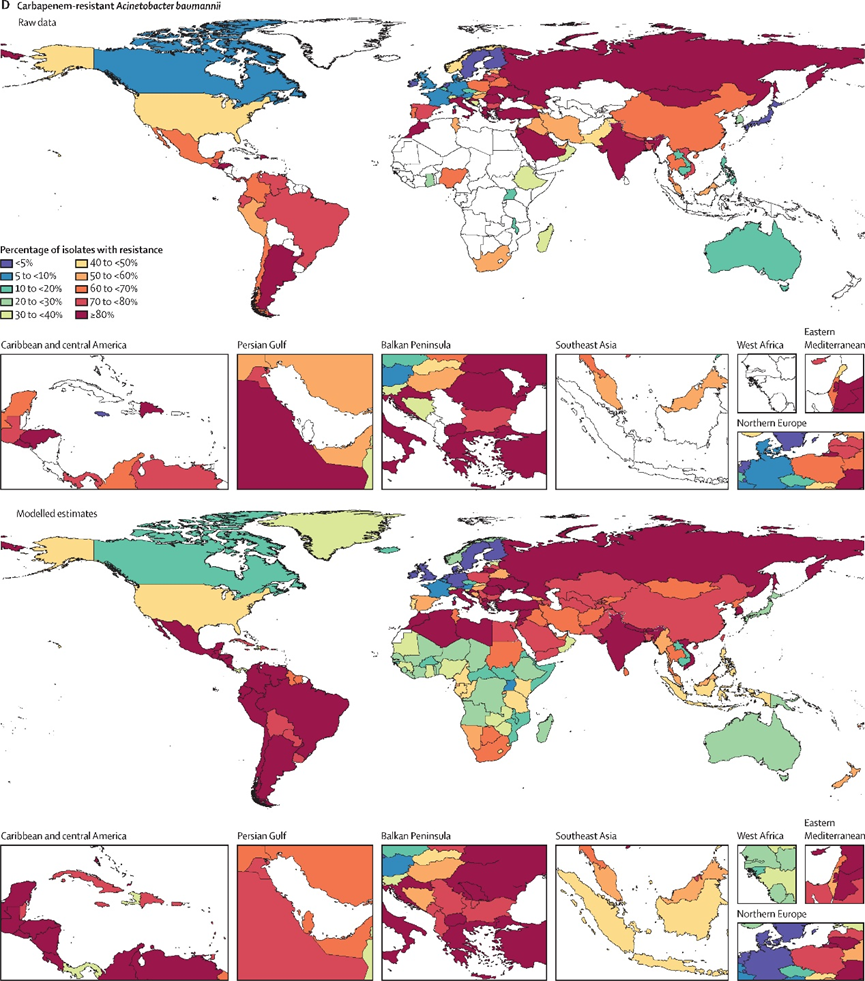 D Carbapenem-resistant Acinetobacter baumannii
Raw data
Percentage of isolates with resistance
<5%
5 to <10%
10 to <20%
20 to <30%
30 to <40%
40 to <50%
50 to <60%
60 to <70%
70 to <80%
≥80%
Caribbean and central America
Persian Gulf
Balkan Peninsula
Southeast Asia
West Africa
Eastern
Mediterranean
Northern Europe
Modelled estimates
Caribbean and central America
Persian Gulf
Balkan Peninsula
Southeast Asia
West Africa
Eastern
Mediterranean
Northern Europe